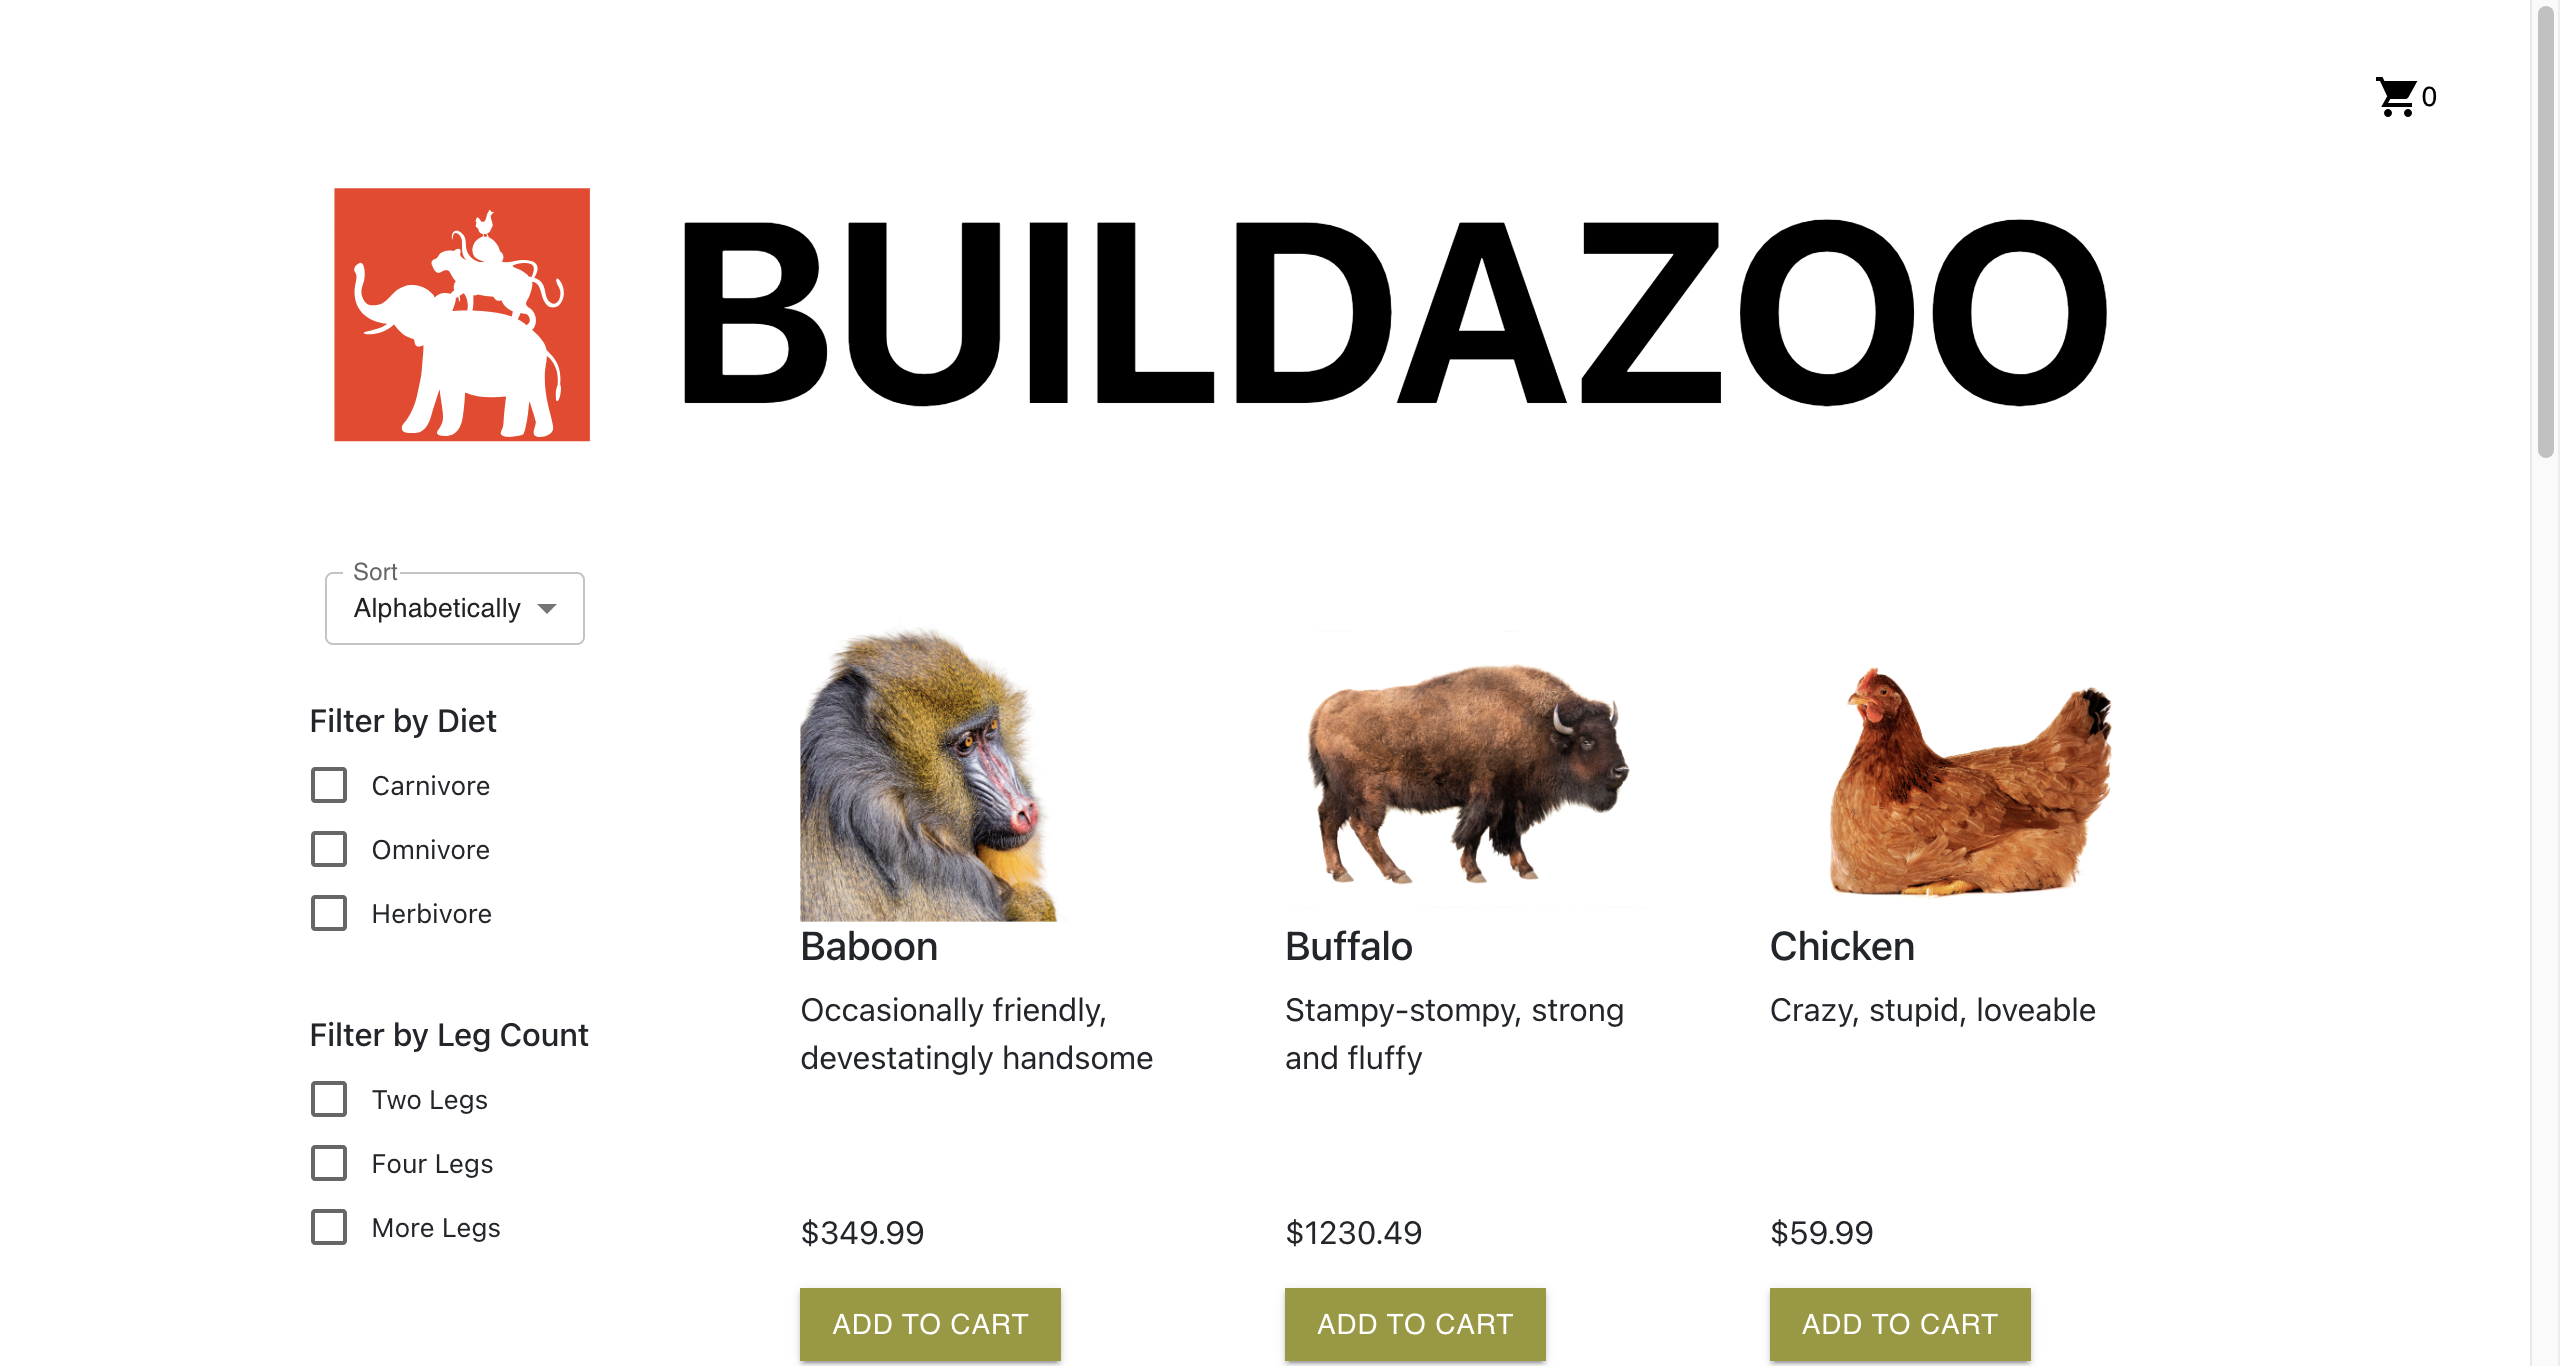 0
BUILDAZOO
Sort
Alphabetically
Filter by Diet
Carnivore
Omnivore
Herbivore
Filter by Leg Count
Two Legs
Four Legs
More Legs
Baboon
Occasionally friendly,
devestatingly handsome
$349.99
ADD TO CART
Buffalo
Stampy-stompy, strong
and fluffy
$1230.49
ADD TO CART
Chicken
Crazy, stupid, loveable
$59.99
ADD TO CART